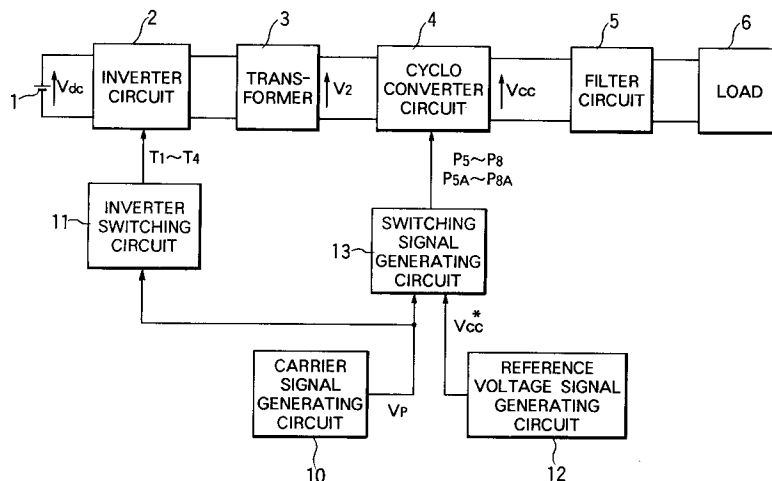 2
3
4
5
6
INVERTER
CIRCUIT
TRANS-
FORMER
CYCLO
CONVERTER
CIRCUIT
FILTER
CIRCUIT
LOAD
1
Vdc
V2
Vcc
T1~T4
P5~P8
P5A~P8A
11
INVERTER
SWITCHING
CIRCUIT
13
SWITCHING
SIGNAL
GENERATING
CIRCUIT
Vcc*
CARRIER
SIGNAL
GENERATING
CIRCUIT
VP
REFERENCE
VOLTAGE SIGNAL
GENERATING
CIRCUIT
10
12